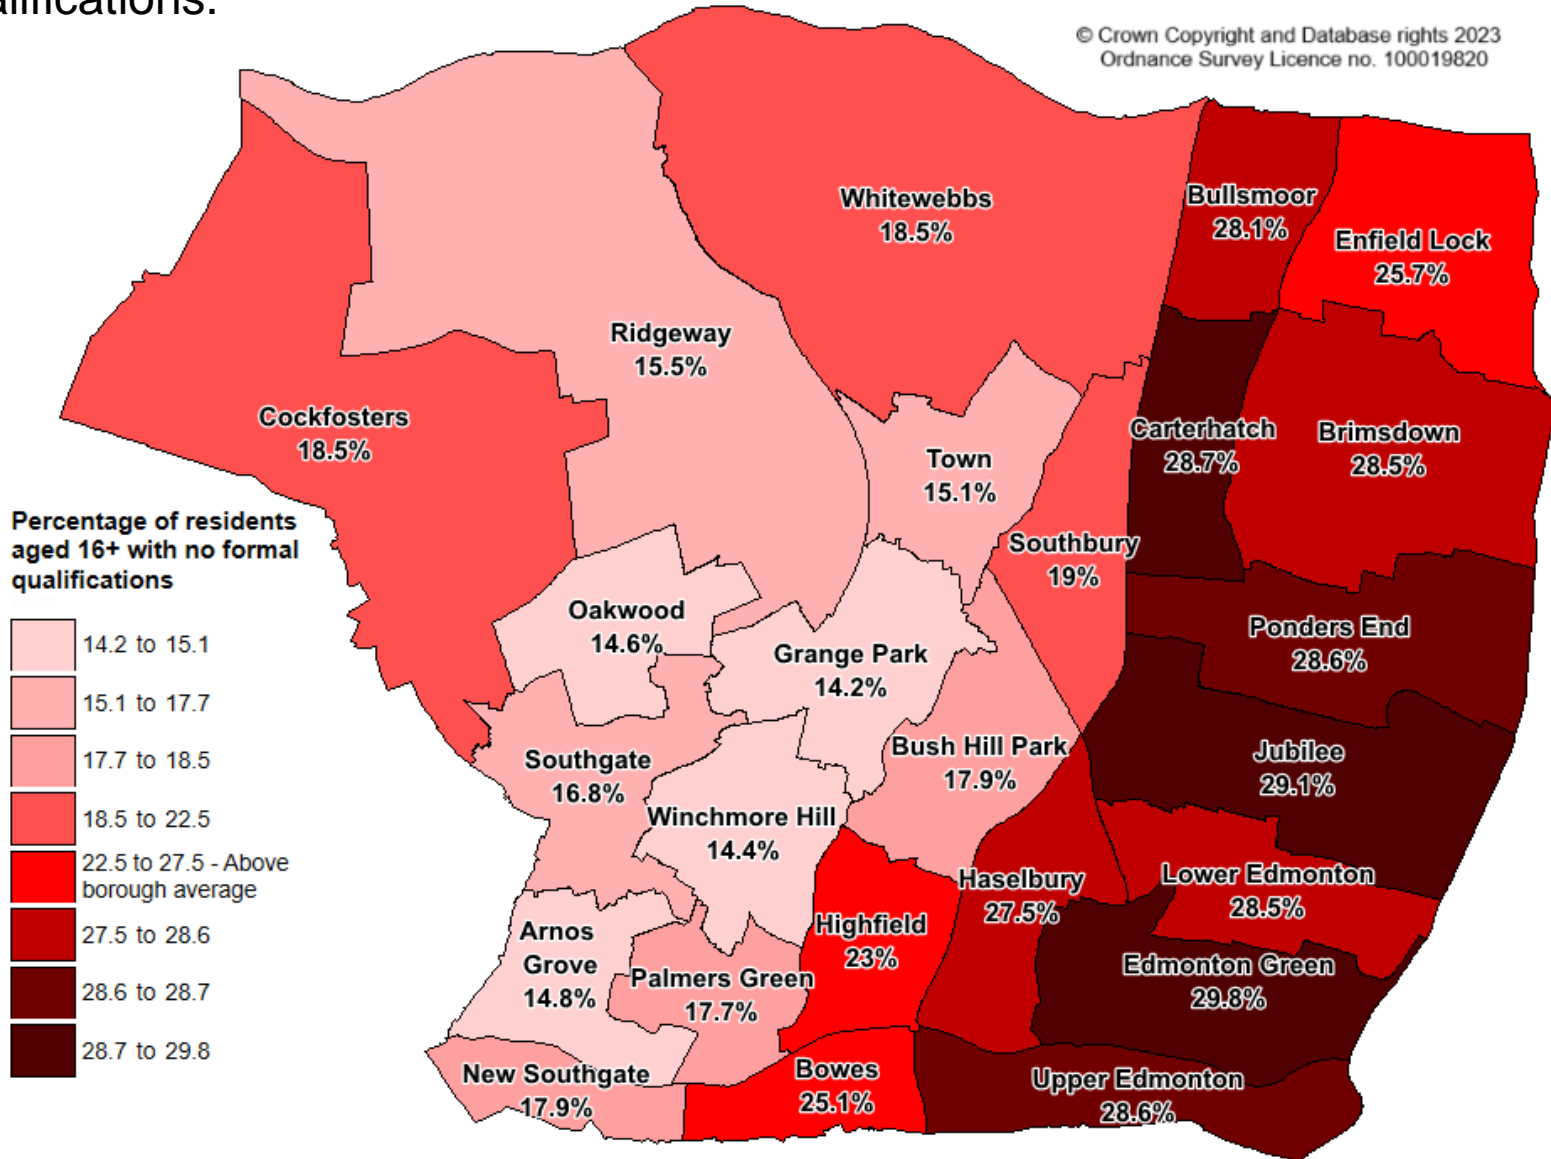 alifications.
© Crown Copyright and Database rights 2023
Ordnance Survey Licence no. 100019820
Whitewebbs
18.5%
Bullsmoor
28.1%
Enfield Lock
25.7%
Ridgeway
15.5%
Cockfosters
18.5%
Town
15.1%
Carterhatch
28.7%
Brimsdown
28.5%
Southbury
19%
Oakwood
14.6%
Grange Park
14.2%
Ponders End
28.6%
Bush Hill Park
17.9%
Jubilee
29.1%
Southgate
16.8%
Winchmore Hill
14.4%
Haselbury
27.5%
Lower Edmonton
28.5%
Highfield
23%
Arnos
Grove
14.8%
Palmers Green
17.7%
Edmonton Green
29.8%
New Southgate
17.9%
Bowes
25.1%
Upper Edmonton
28.6%
Percentage of residents
aged 16+ with no formal
qualifications
14.2 to 15.1
15.1 to 17.7
17.7 to 18.5
18.5 to 22.5
22.5 to 27.5 - Above
borough average
27.5 to 28.6
28.6 to 28.7
28.7 to 29.8